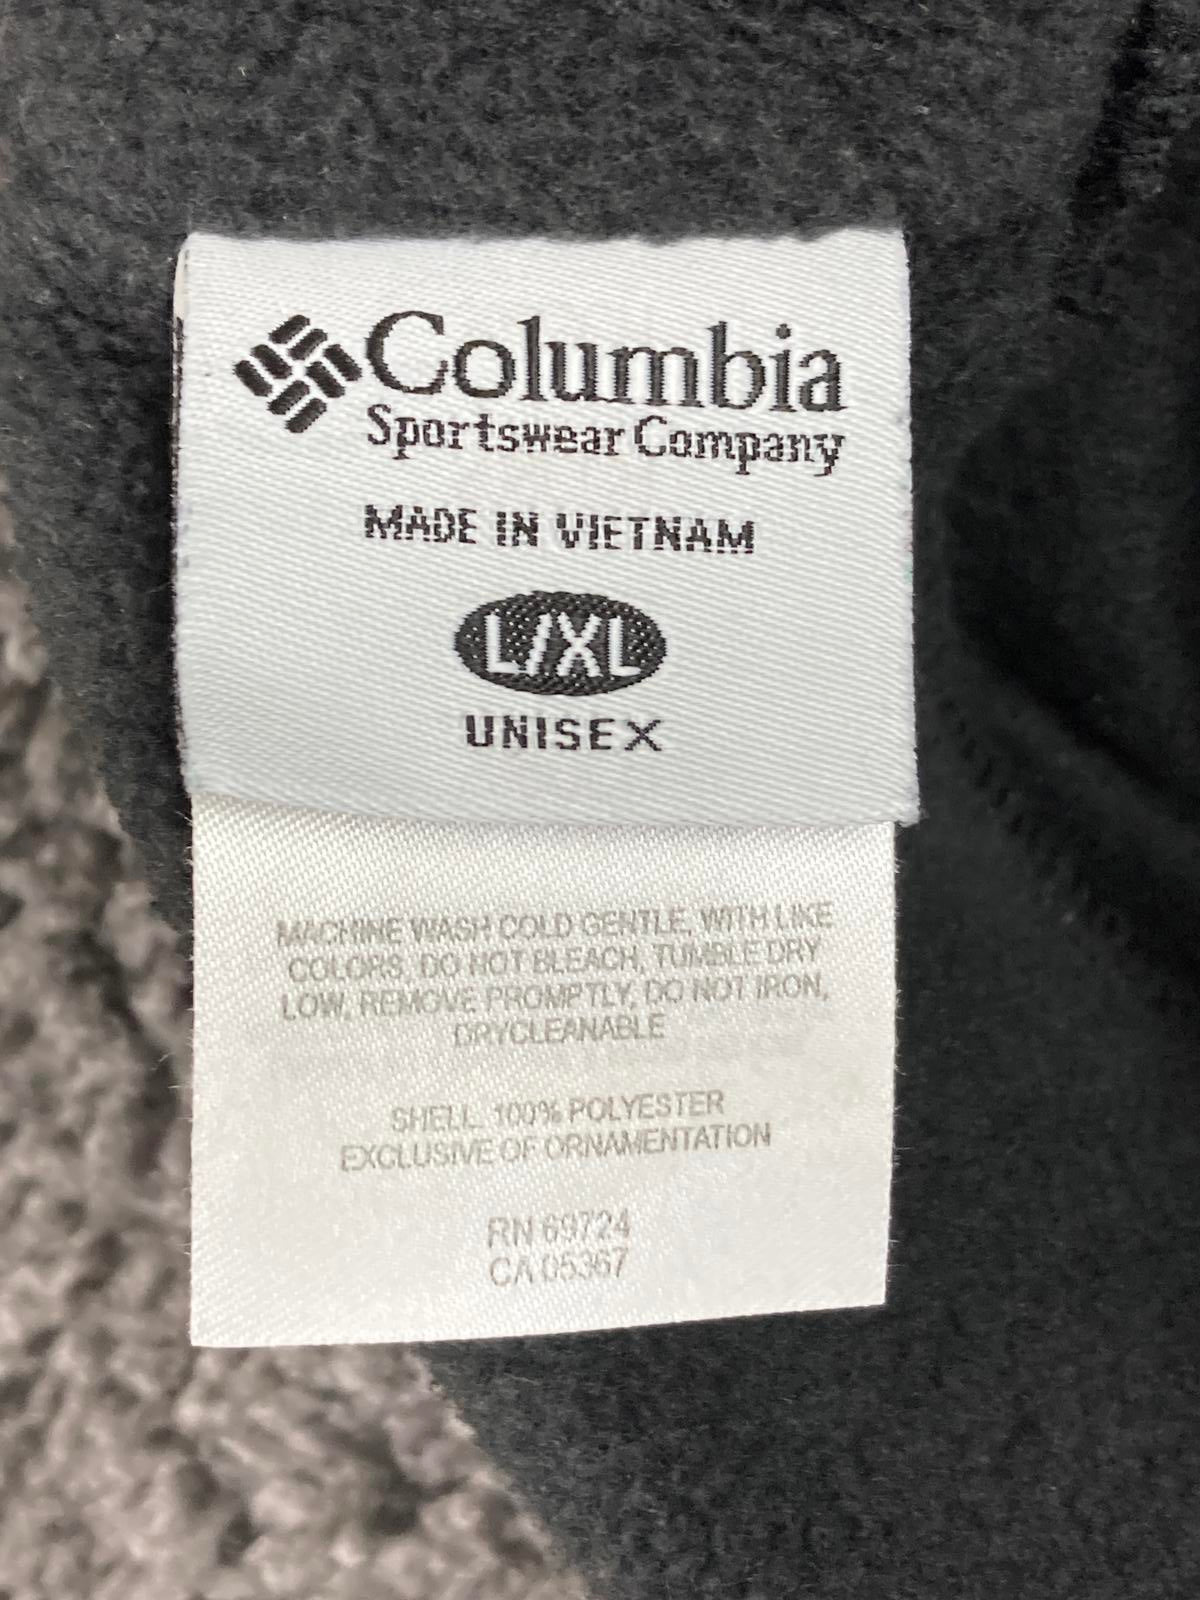 Columbia
Sportswear Company
MADE IN VIETNAM
L/XL
UNISEX
MACHINE WASH COLD GENTLE, WITH LIKE
COLORS, DO NOT BLEACH, TUMBLE DRY
LOW, REMOVE PROMPTLY, DO NOT IRON,
DRYCLEANABLE
SHELL: 100% POLYESTER
EXCLUSIVE OF ORNAMENTATION
RN 69724
CA 05367